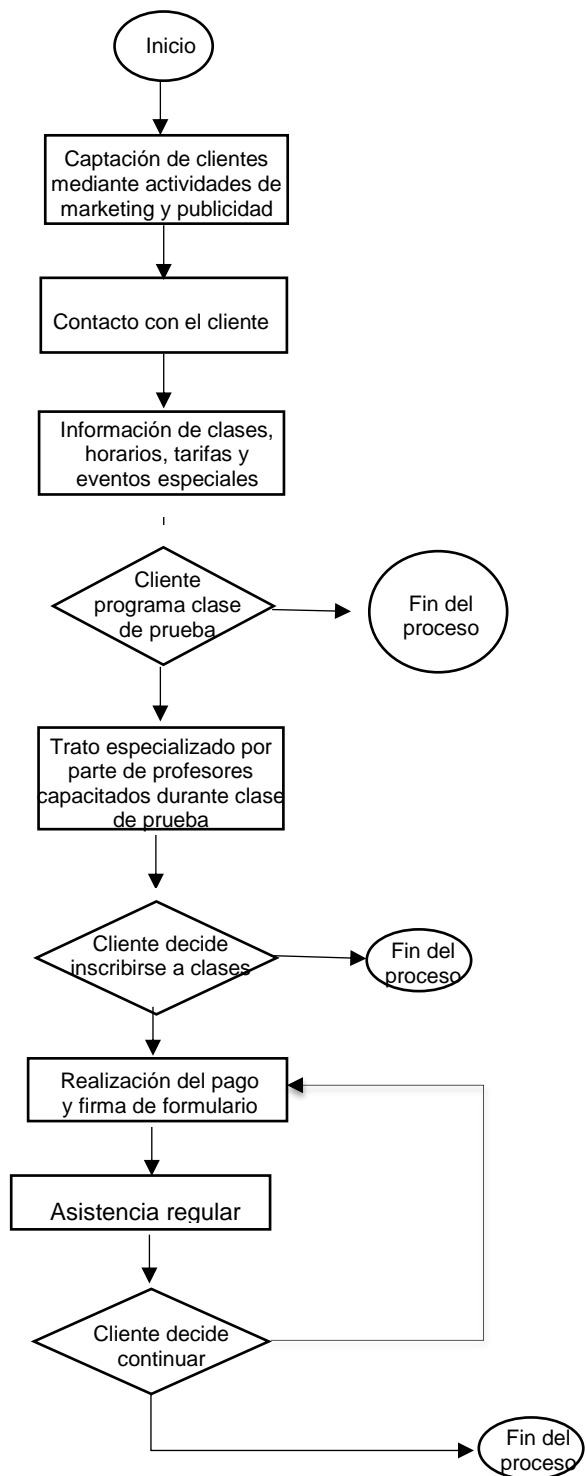 Inicio
Captación de clientes
mediante actividades de
marketing y publicidad
Contacto con el cliente
Información de clases,
horarios, tarifas y
eventos especiales
Cliente
programa clase
de prueba
Fin del
proceso
Trato especializado por
parte de profesores
capacitados durante clase
de prueba
Cliente decide
inscribirse a clases
Fin del
proceso
Realización del pago
y firma de formulario
Asistencia regular
Cliente decide
continuar
Fin del
proceso